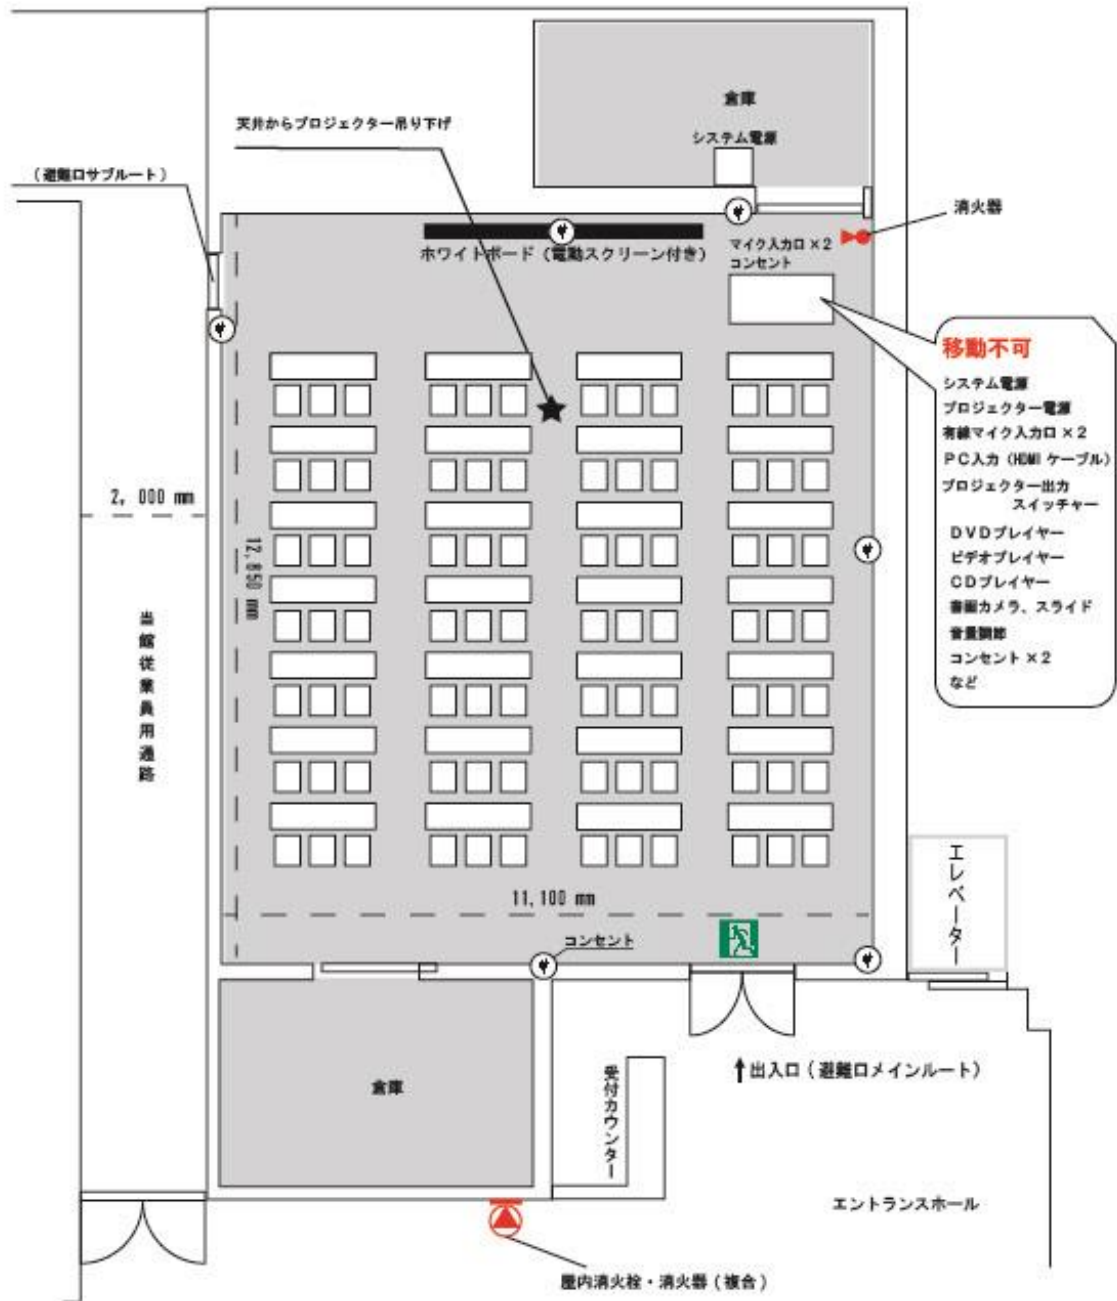 倉庫
システム電源
天井からプロジェクター吊り下げ
(避難口サブルート)
消火器
マイク入力口×2
コンセント
ホワイトボード(電動スクリーン付き)
移動不可
システム電源
プロジェクター電源
有線マイク入力口×2
PC入力(HDMI ケーブル)
プロジェクター出力
スイッチャー
DVDプレイヤー
ビデオプレイヤー
CDプレイヤー
書画カメラ、スライド
音量調節
コンセント×2
など
2,000 mm
12,850 mm
当館従業員用通路
11,100 mm
コンセント
エレベーター
倉庫
受付カウンター
↑出入口(避難口メインルート)
エントランスホール
屋内消火栓・消火器(複合)